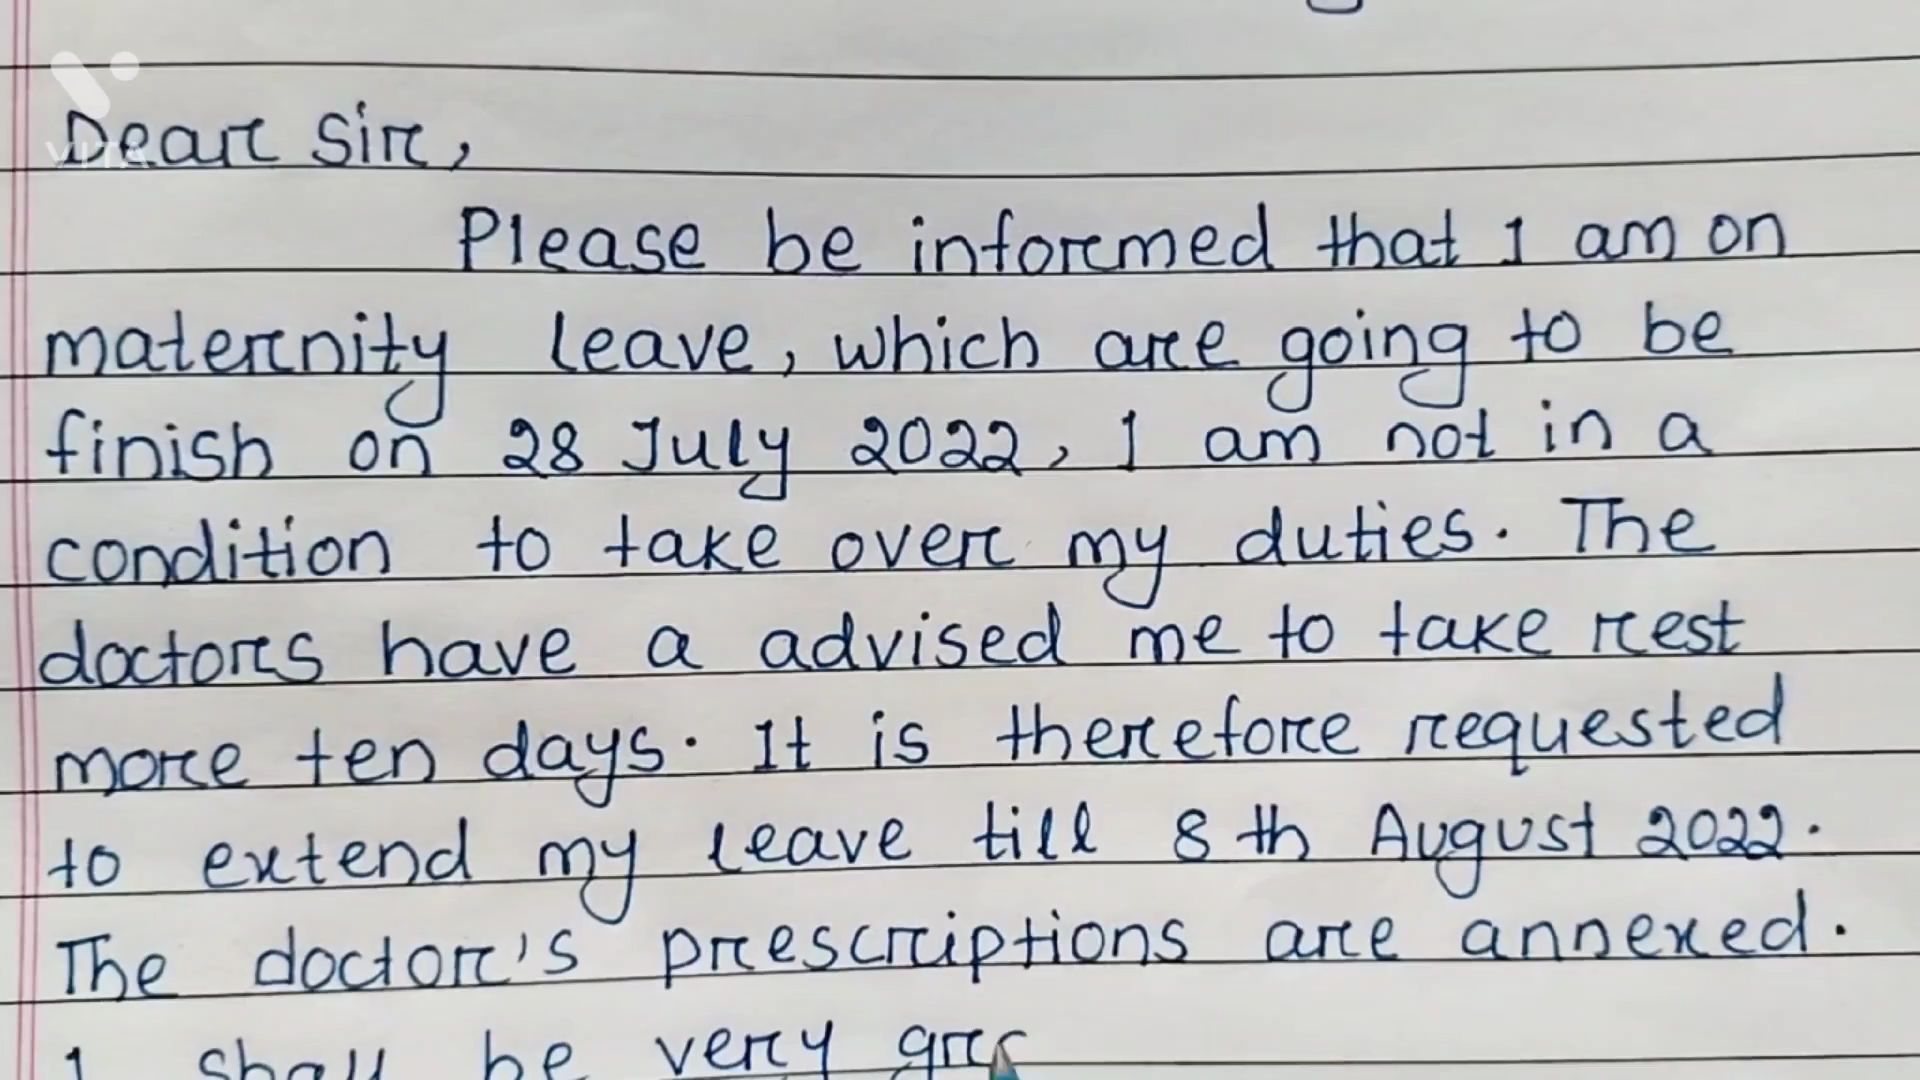 Dear Sir,
Please be informed that I am on
maternity leave, which are going to be
finish on 28 July 2022, I am not in a
condition to take over my duties. The
doctors have a advised me to take rest
more ten days. It is therefore requested
to extend my leave till 8 th August 2022.
The doctor's prescriptions are annexed.
I shall be very gre
VITA